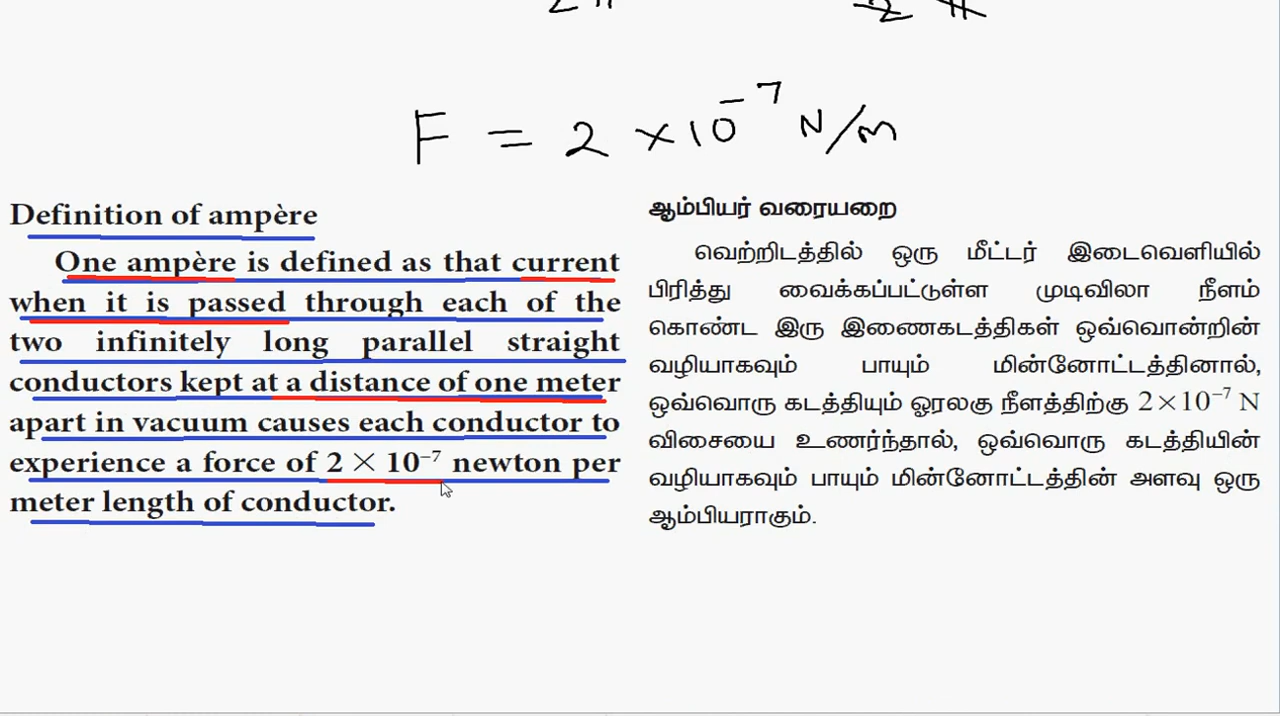 F = 2 × 10⁻⁷ N/m
Definition of ampère
One ampère is defined as that current
when it is passed through each of the
two infinitely long parallel straight
conductors kept at a distance of one meter
apart in vacuum causes each conductor to
experience a force of 2 × 10⁻⁷ newton per
meter length of conductor.
ஆம்பியர் வரையறை
வெற்றிடத்தில் ஒரு மீட்டர் இடைவெளியில்
பிரித்து வைக்கப்பட்டுள்ள முடிவிலா நீளம்
கொண்ட இரு இணைகடத்திகள் ஒவ்வொன்றின்
வழியாகவும் பாயும் மின்னோட்டத்தினால்,
ஒவ்வொரு கடத்தியும் ஓரலகு நீளத்திற்கு 2×10⁻⁷ N
விசையை உணர்ந்தால், ஒவ்வொரு கடத்தியின்
வழியாகவும் பாயும் மின்னோட்டத்தின் அளவு ஒரு
ஆம்பியராகும்.